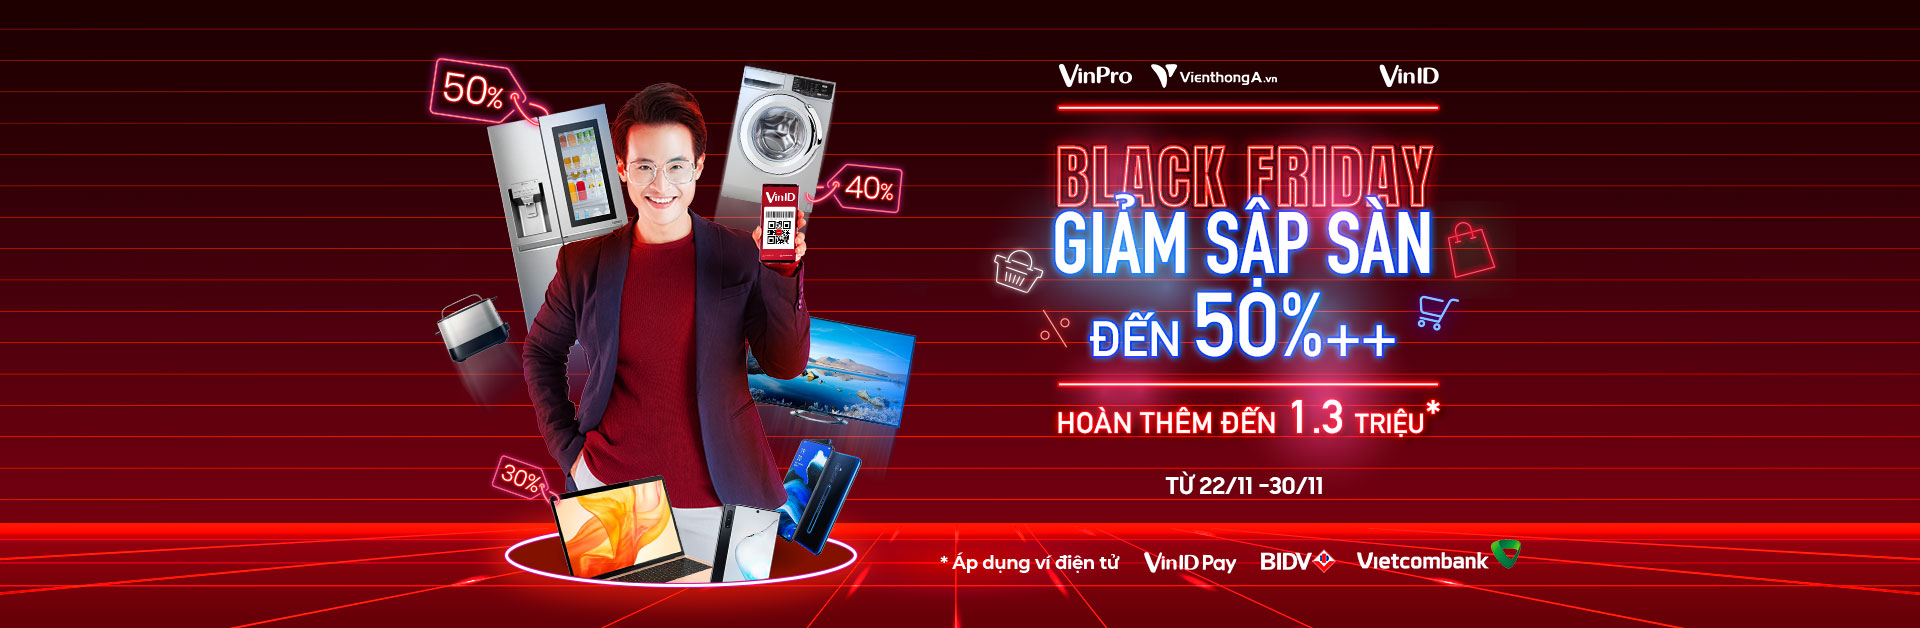 50%
40%
VinID
30%
VinPro VienthongA.vn VinID
BLACK FRIDAY
GIẢM SẬP SÀN
ĐẾN 50%++
HOÀN THÊM ĐẾN 1.3 TRIỆU*
TỪ 22/11 -30/11
* Áp dụng ví điện tử VinID Pay BIDV Vietcombank